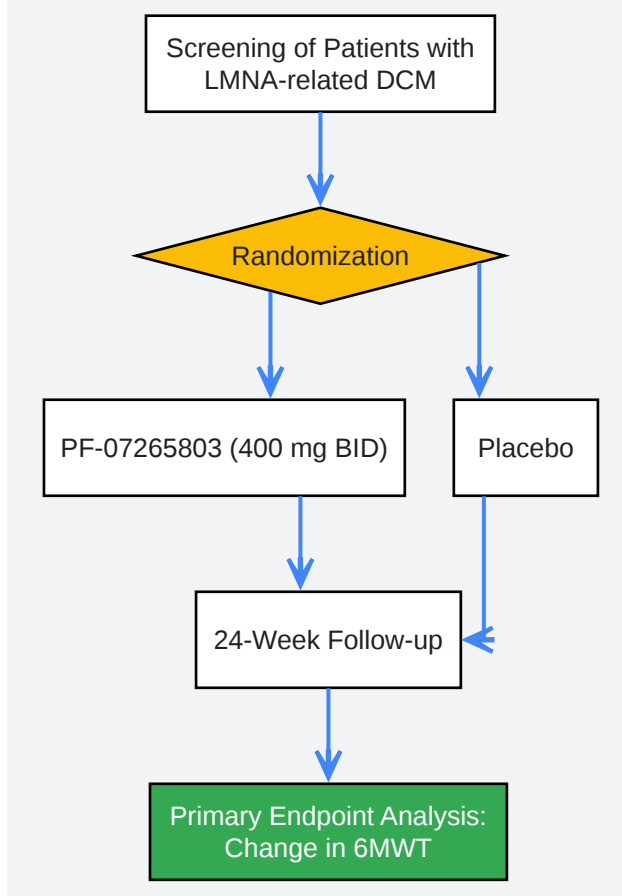 Screening of Patients with
LMNA-related DCM
Randomization
PF-07265803 (400 mg BID)
Placebo
24-Week Follow-up
Primary Endpoint Analysis:
Change in 6MWT